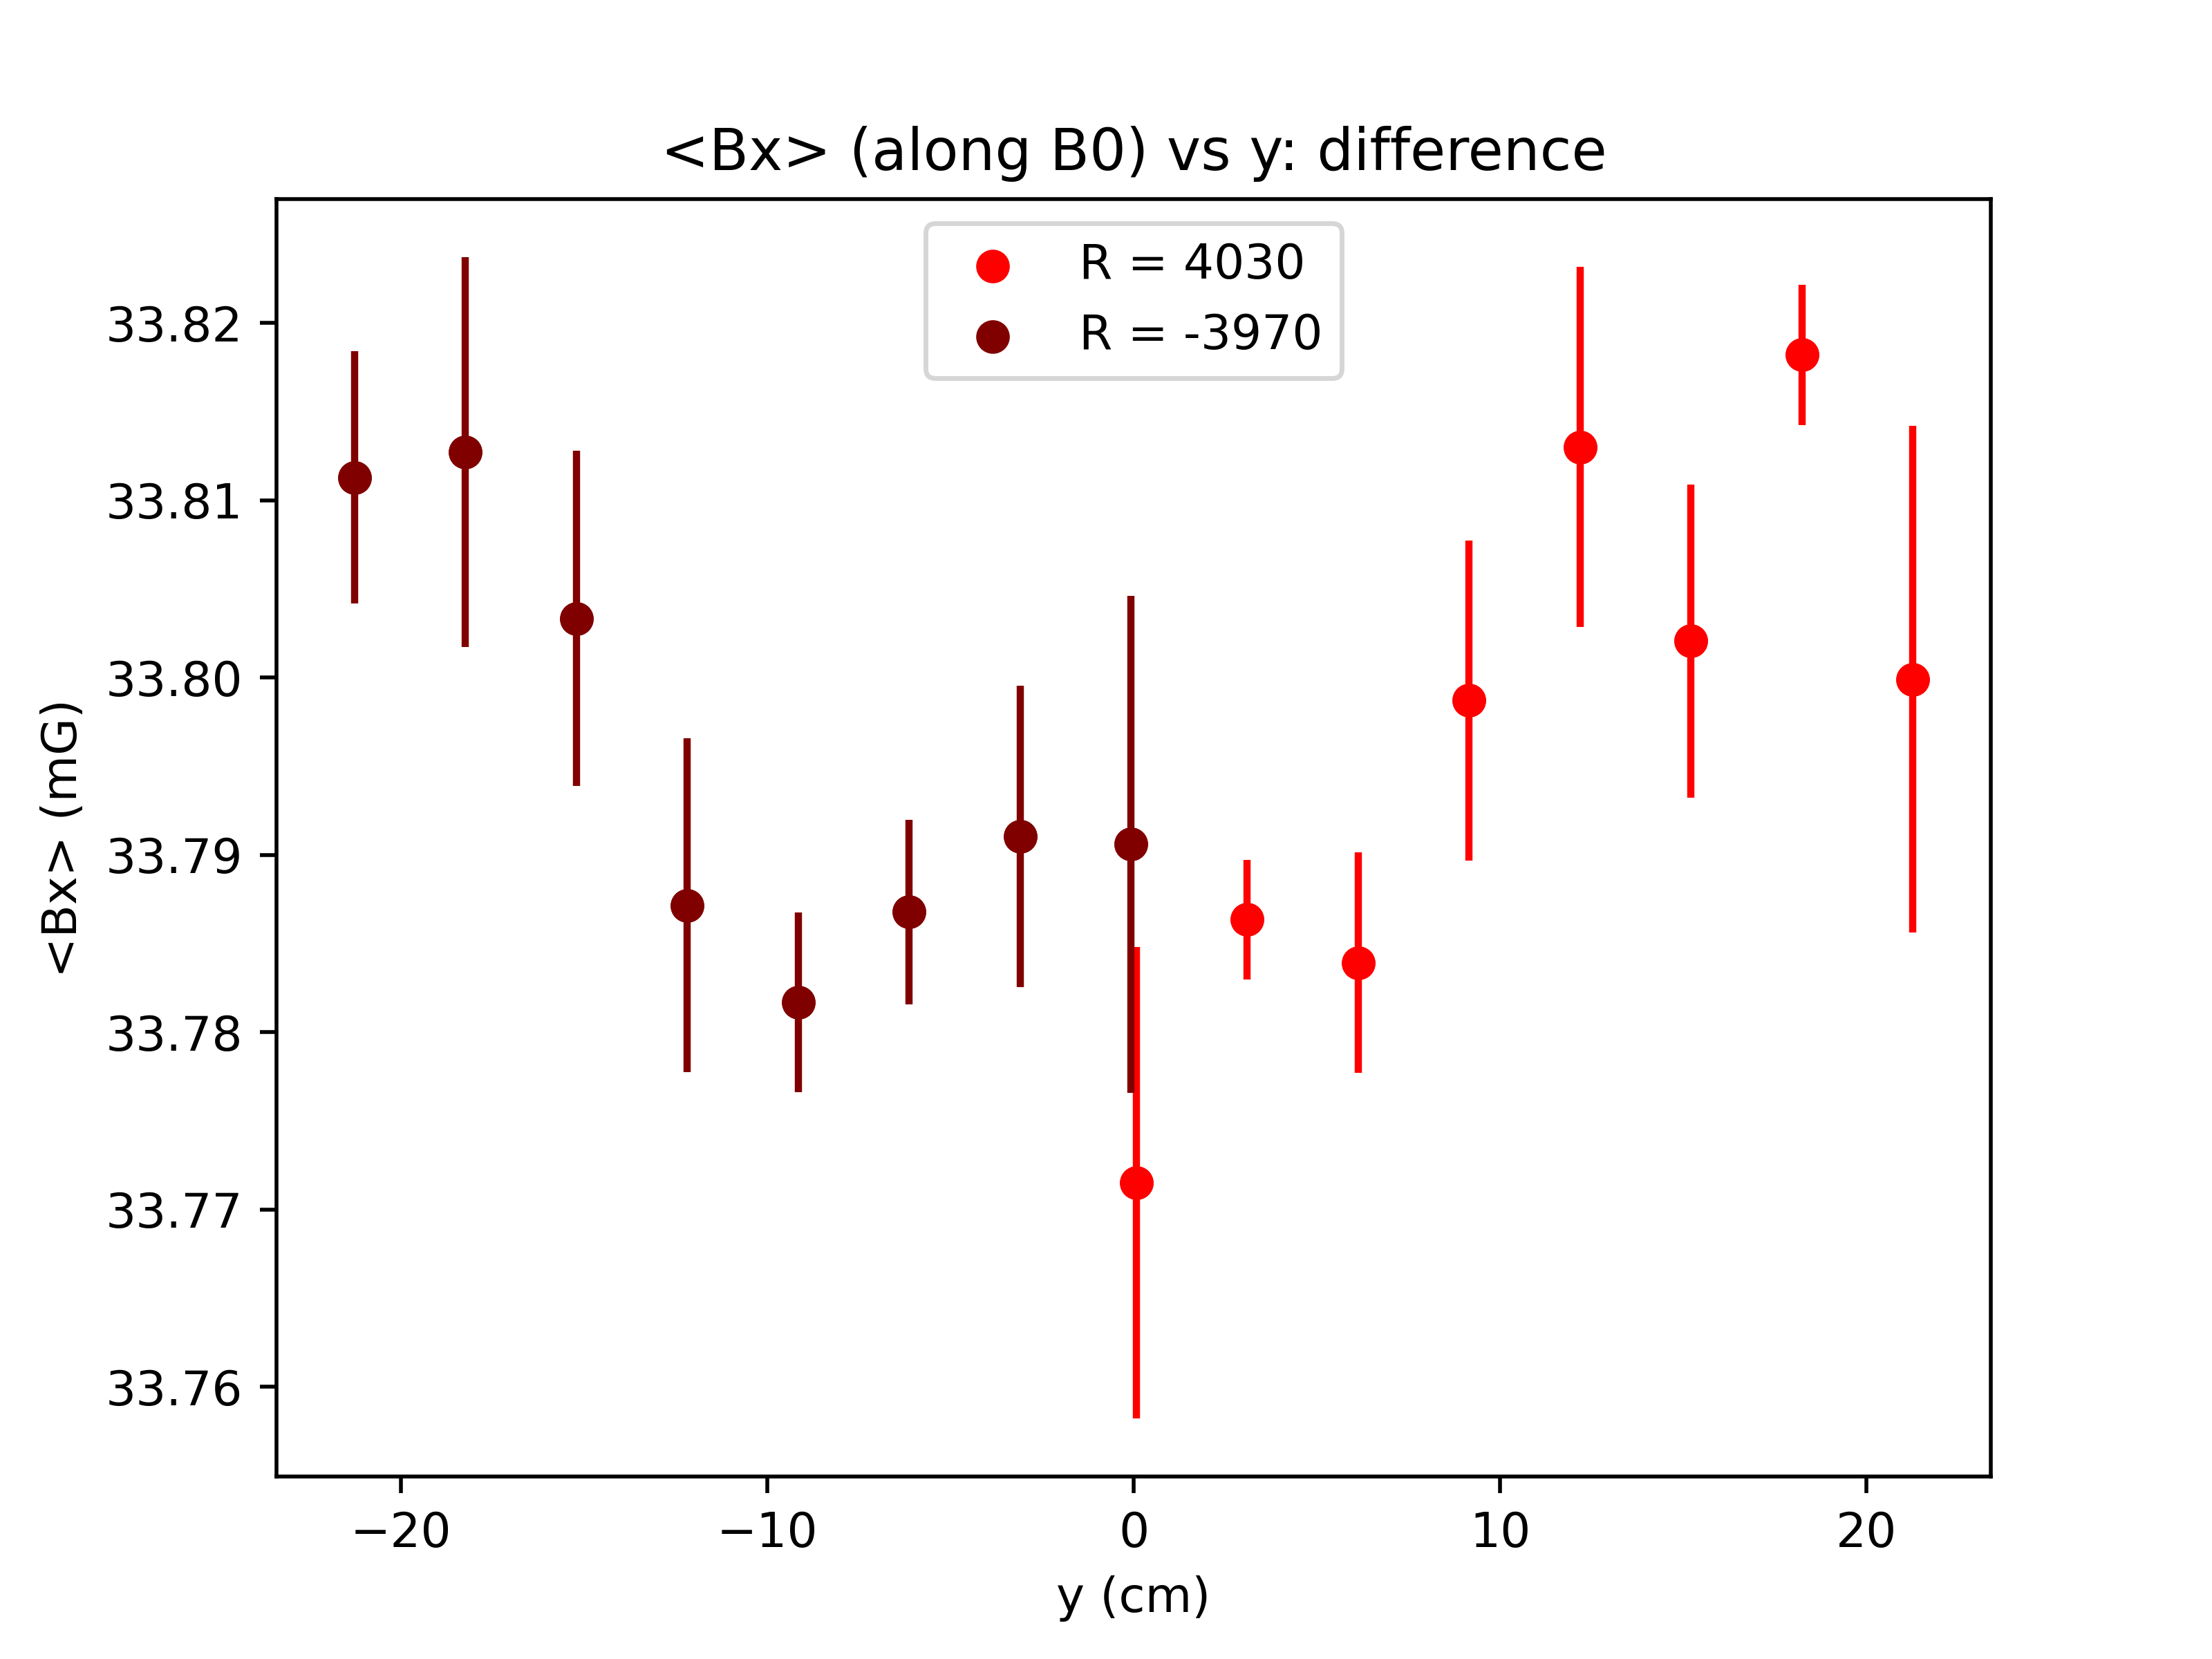 <Bx> (along B0) vs y: difference
R = 4030
R = -3970
33.82
33.81
33.80
33.79
33.78
33.77
33.76
<Bx> (mG)
−20 −10 0 10 20
y (cm)